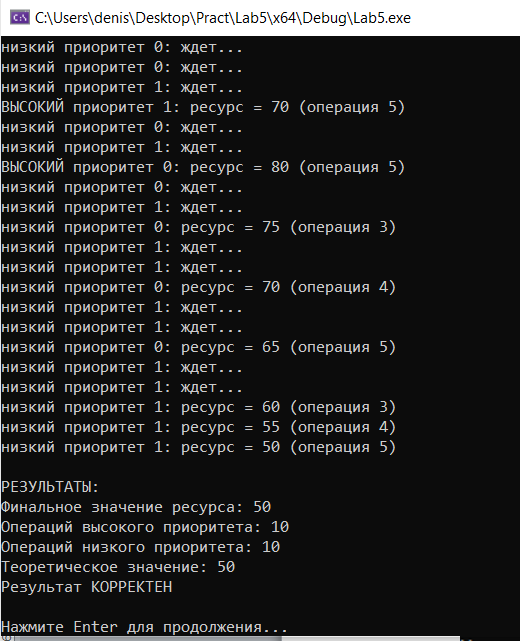 C:\Users\denis\Desktop\Pract\Lab5\x64\Debug\Lab5.exe
низкий приоритет 0: ждет...
низкий приоритет 0: ждет...
низкий приоритет 1: ждет...
ВЫСОКИЙ приоритет 1: ресурс = 70 (операция 5)
низкий приоритет 0: ждет...
низкий приоритет 1: ждет...
ВЫСОКИЙ приоритет 0: ресурс = 80 (операция 5)
низкий приоритет 0: ждет...
низкий приоритет 1: ждет...
низкий приоритет 0: ресурс = 75 (операция 3)
низкий приоритет 1: ждет...
низкий приоритет 1: ждет...
низкий приоритет 0: ресурс = 70 (операция 4)
низкий приоритет 1: ждет...
низкий приоритет 1: ждет...
низкий приоритет 0: ресурс = 65 (операция 5)
низкий приоритет 1: ждет...
низкий приоритет 1: ждет...
низкий приоритет 1: ресурс = 60 (операция 3)
низкий приоритет 1: ресурс = 55 (операция 4)
низкий приоритет 1: ресурс = 50 (операция 5)
РЕЗУЛЬТАТЫ:
Финальное значение ресурса: 50
Операций высокого приоритета: 10
Операций низкого приоритета: 10
Теоретическое значение: 50
Результат КОРРЕКТЕН
Нажмите Enter для продолжения...